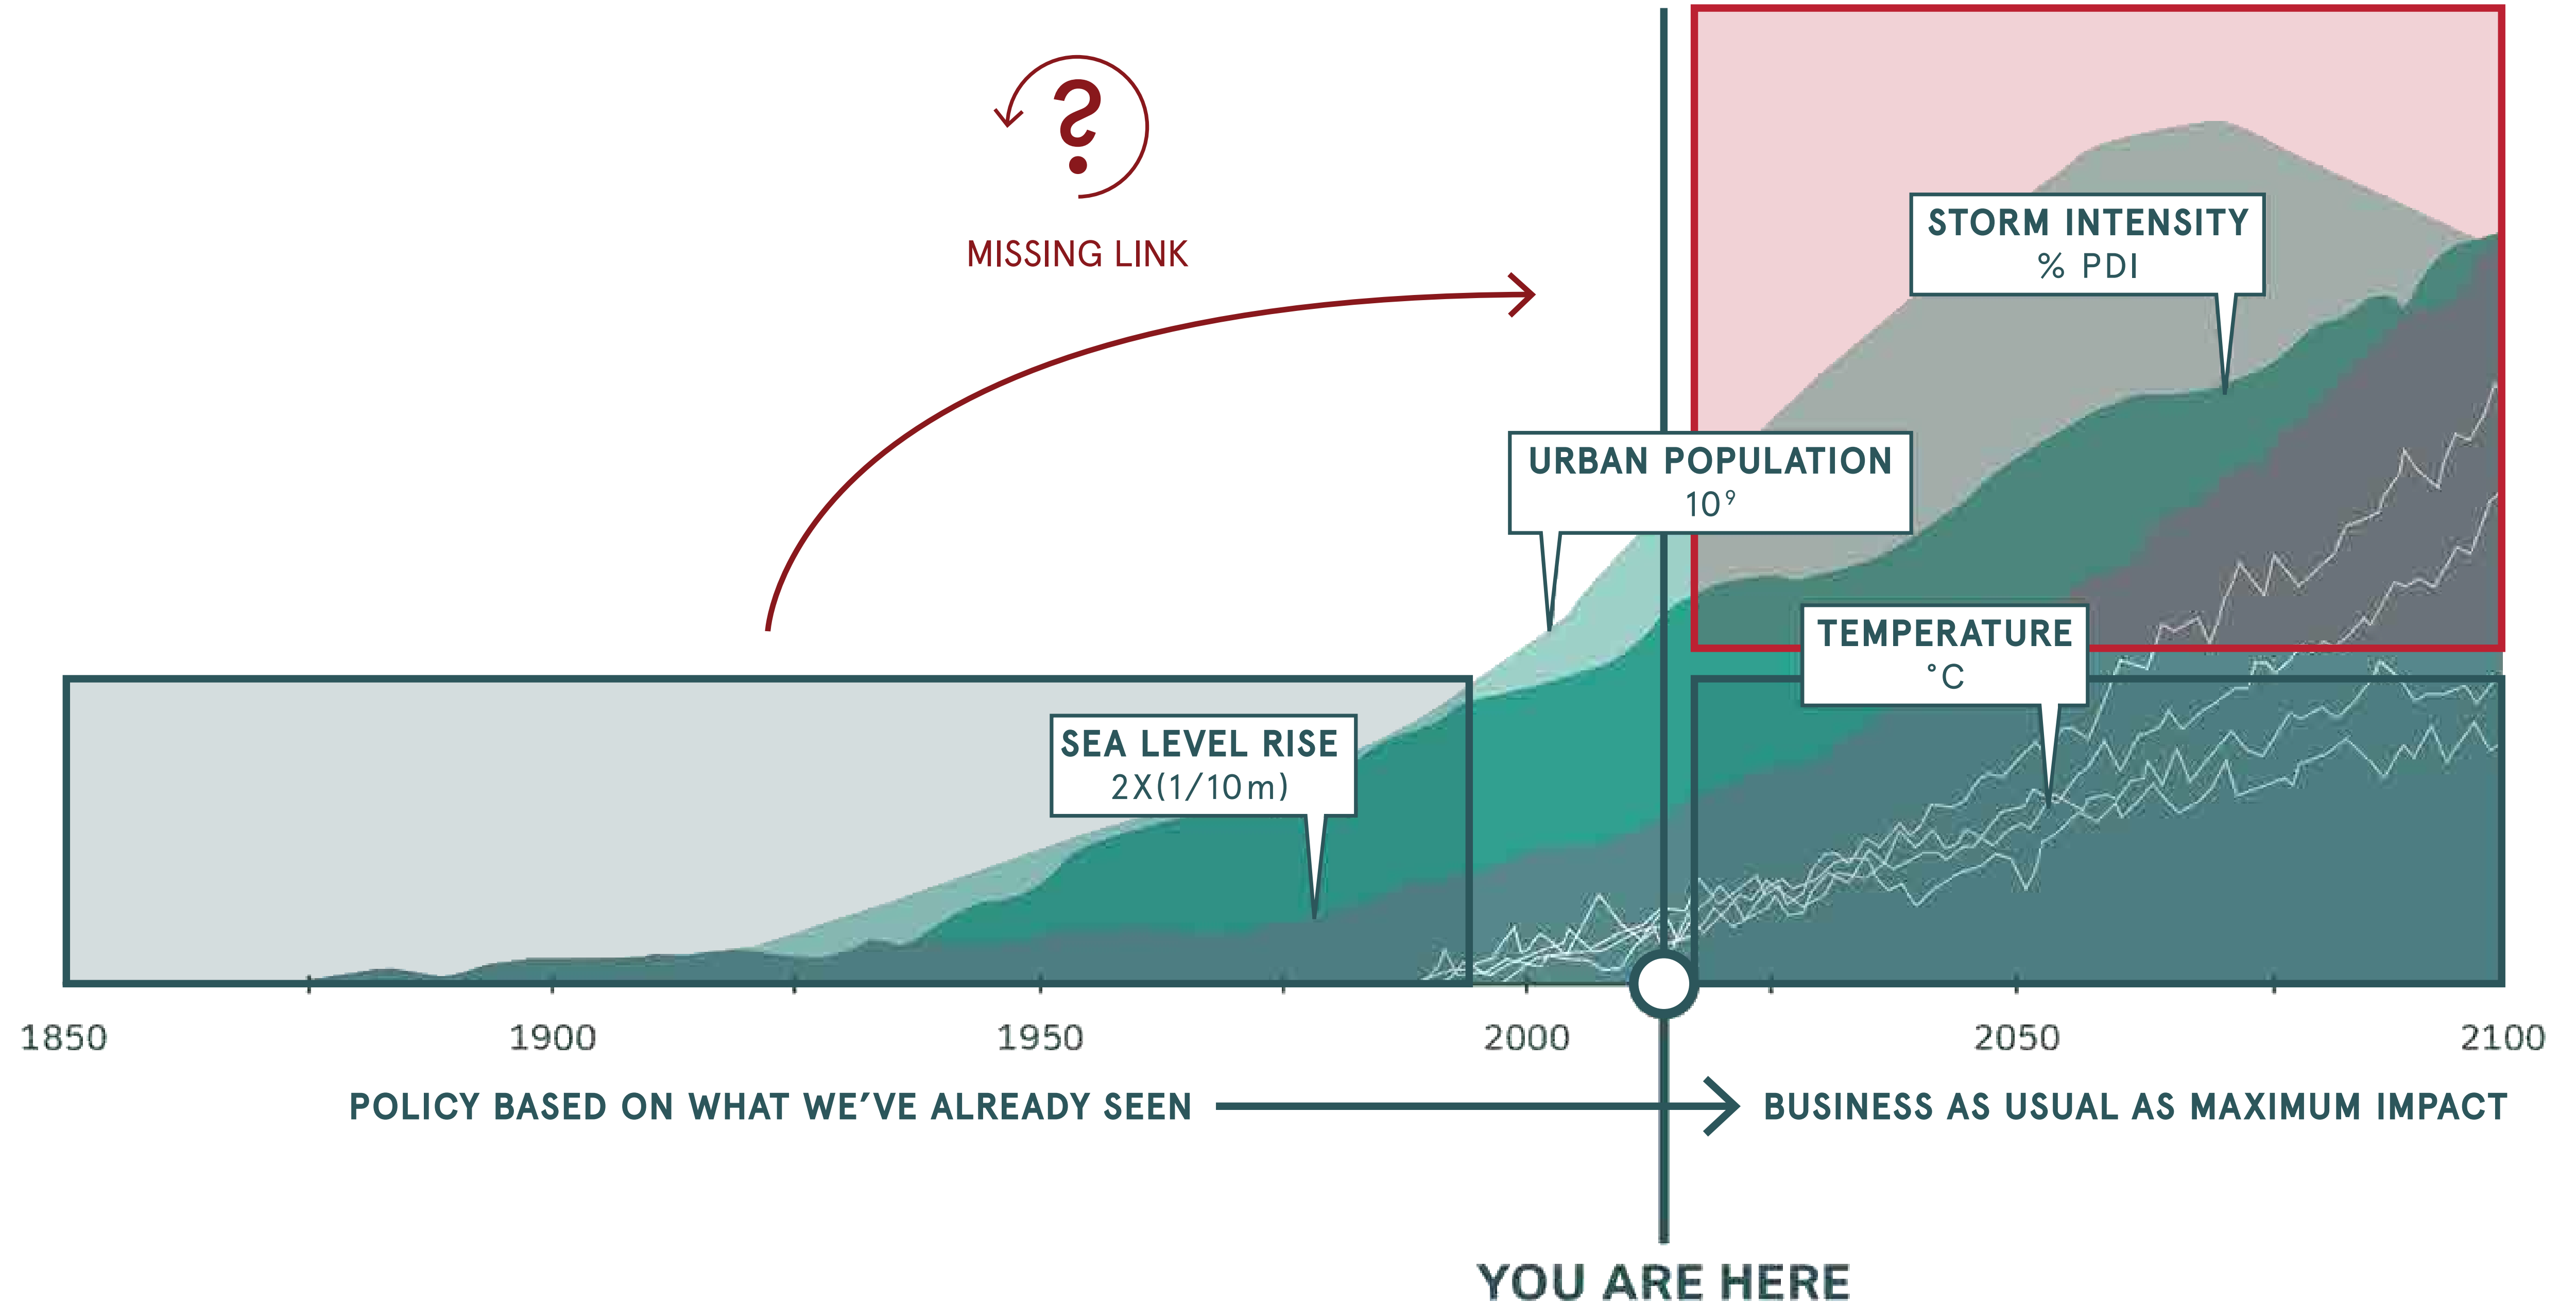 ?
MISSING LINK
STORM INTENSITY
% PDI
URBAN POPULATION
10⁹
TEMPERATURE
°C
SEA LEVEL RISE
2X(1/10m)
1850 1900 1950 2000 2050 2100
POLICY BASED ON WHAT WE'VE ALREADY SEEN BUSINESS AS USUAL AS MAXIMUM IMPACT
YOU ARE HERE